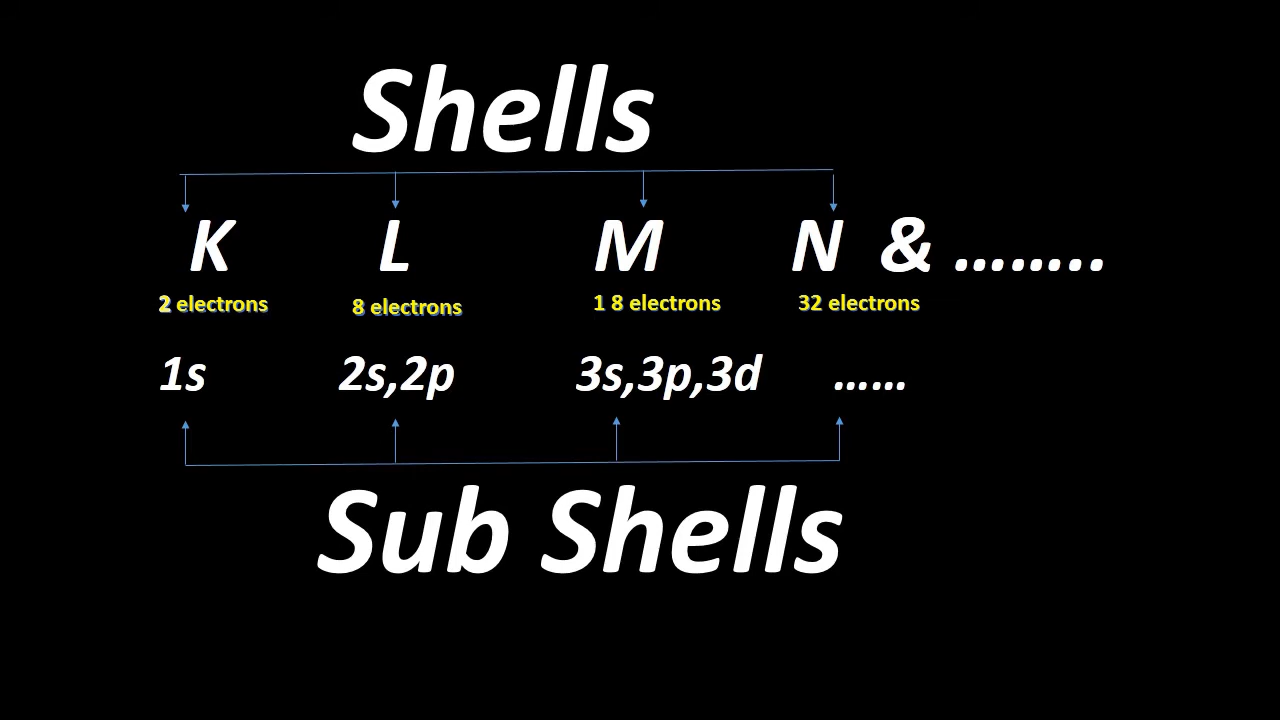 Shells
K L M N & ……..
2 electrons 8 electrons 1 8 electrons 32 electrons
1s 2s,2p 3s,3p,3d ……
Sub Shells